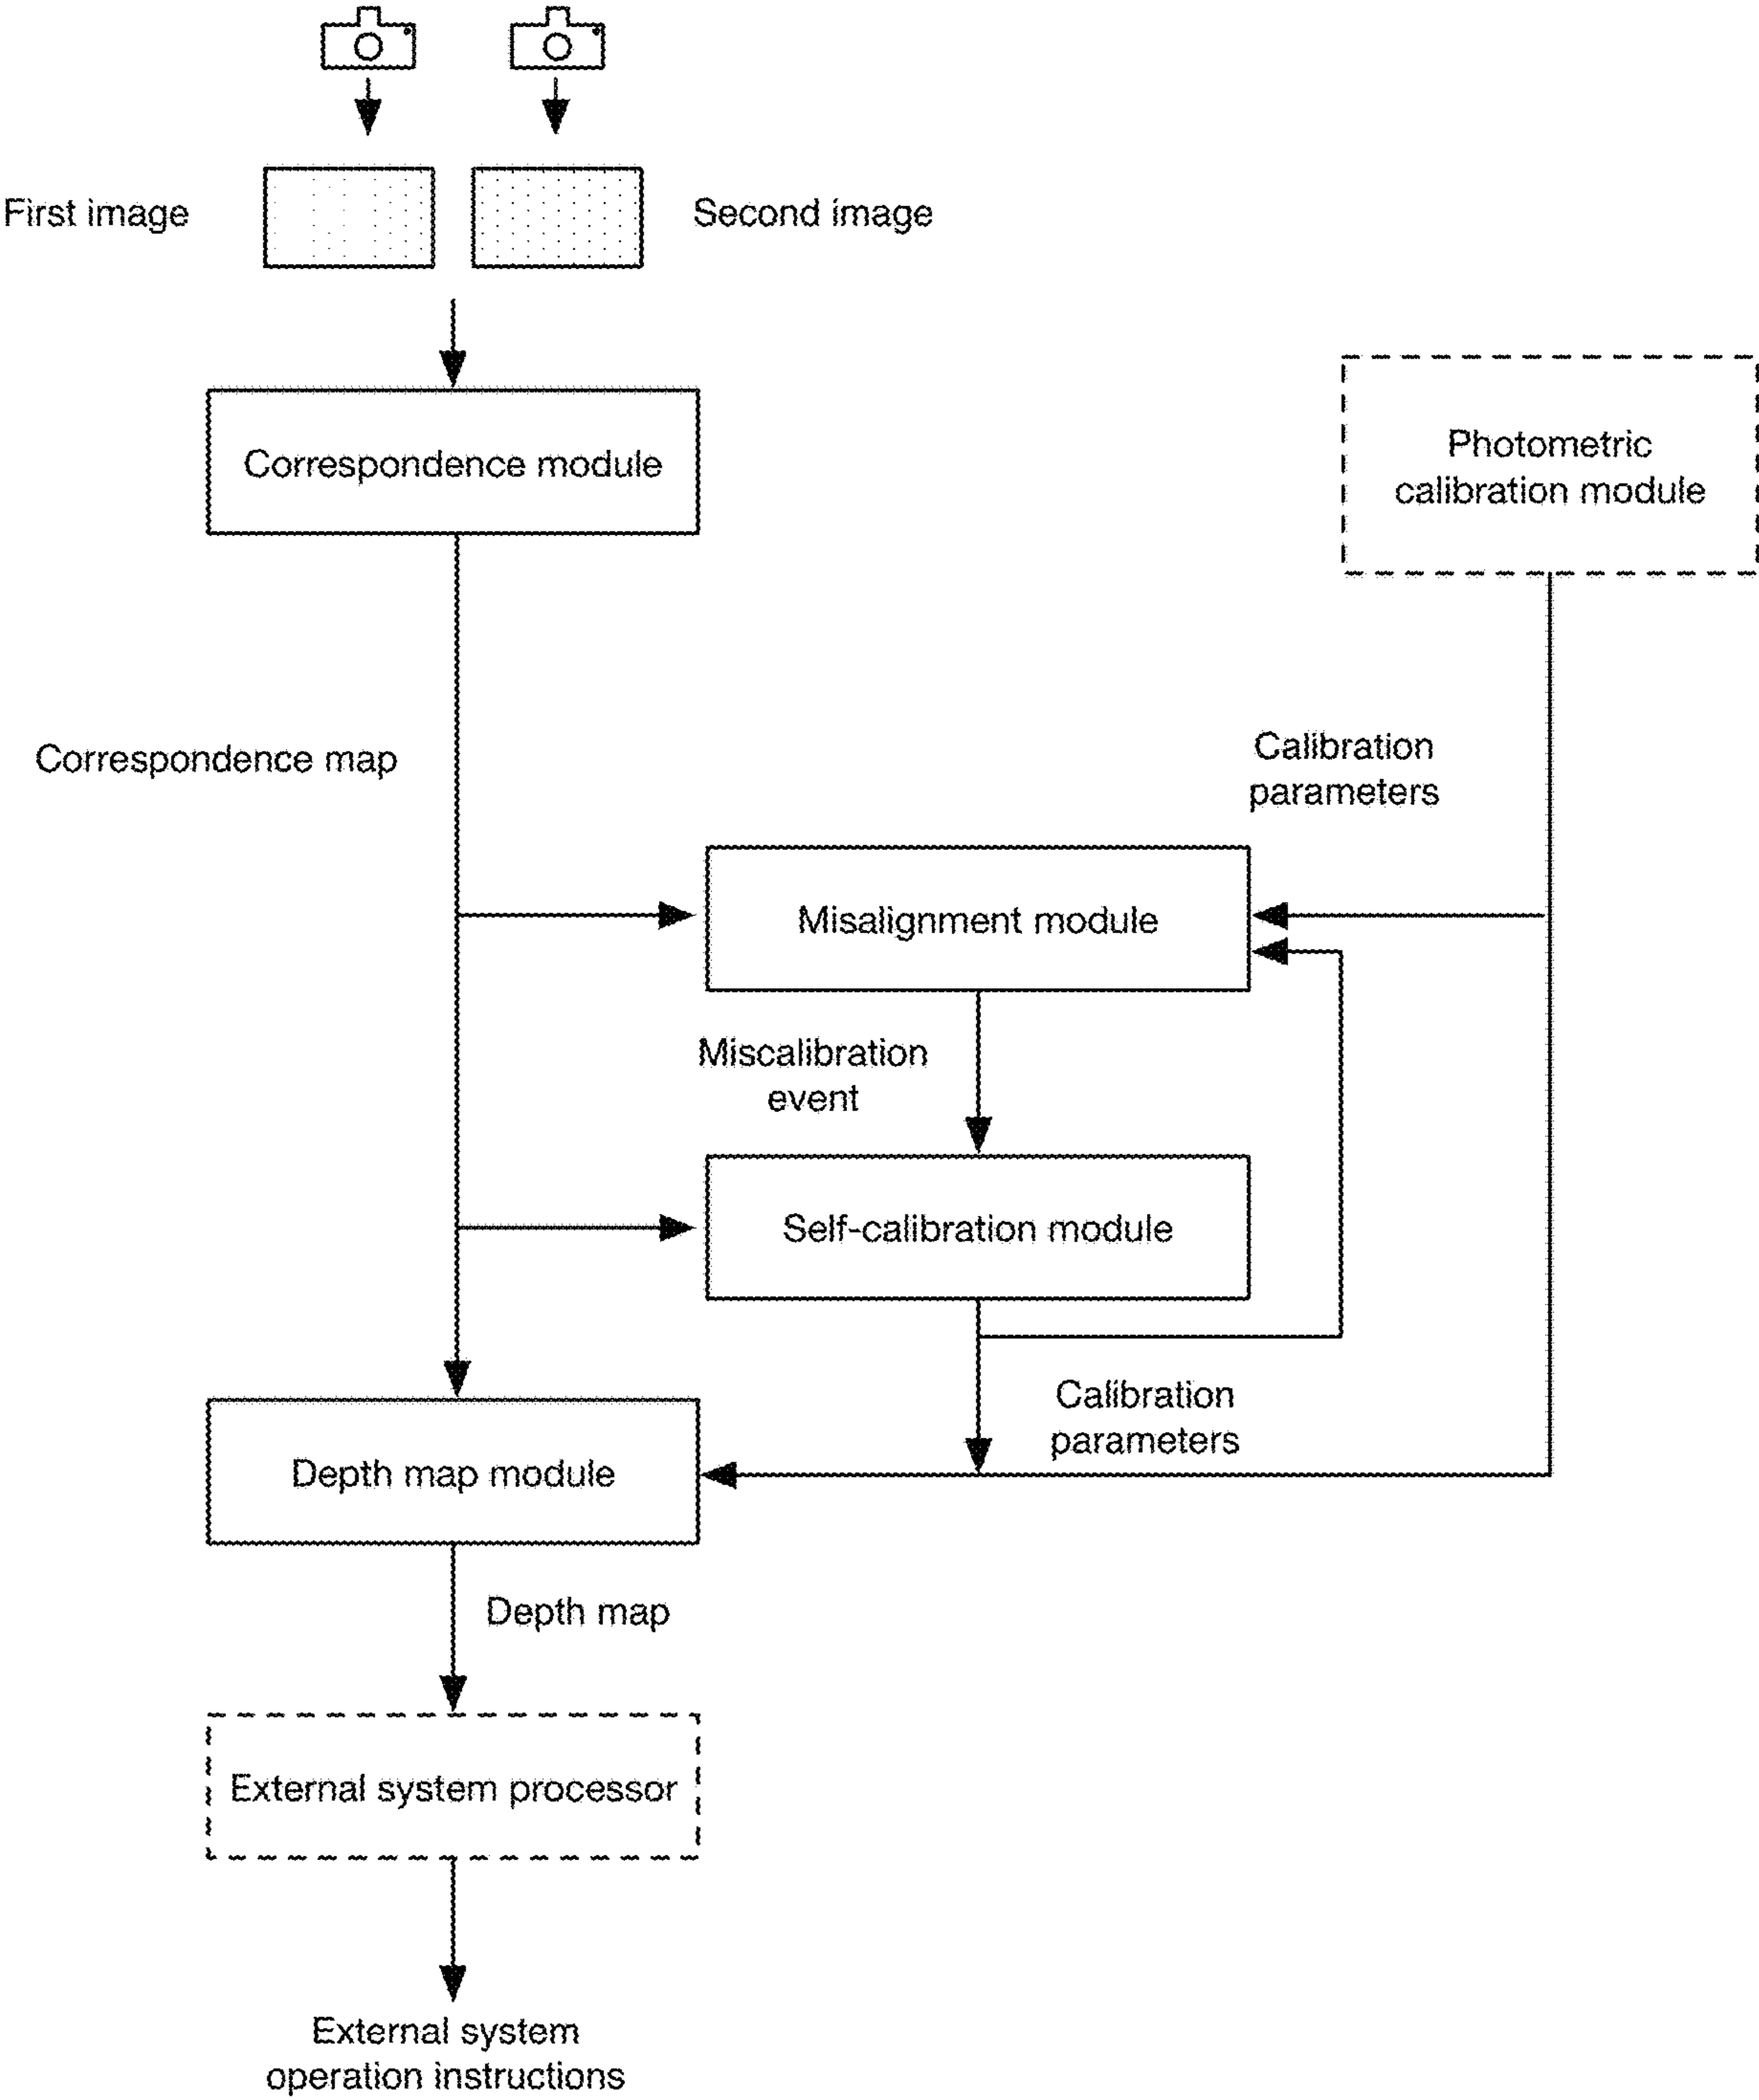 First image
Second image
Correspondence module
Photometric
calibration module
Correspondence map
Calibration
parameters
Misalignment module
Miscalibration
event
Self-calibration module
Calibration
parameters
Depth map module
Depth map
External system processor
External system
operation instructions